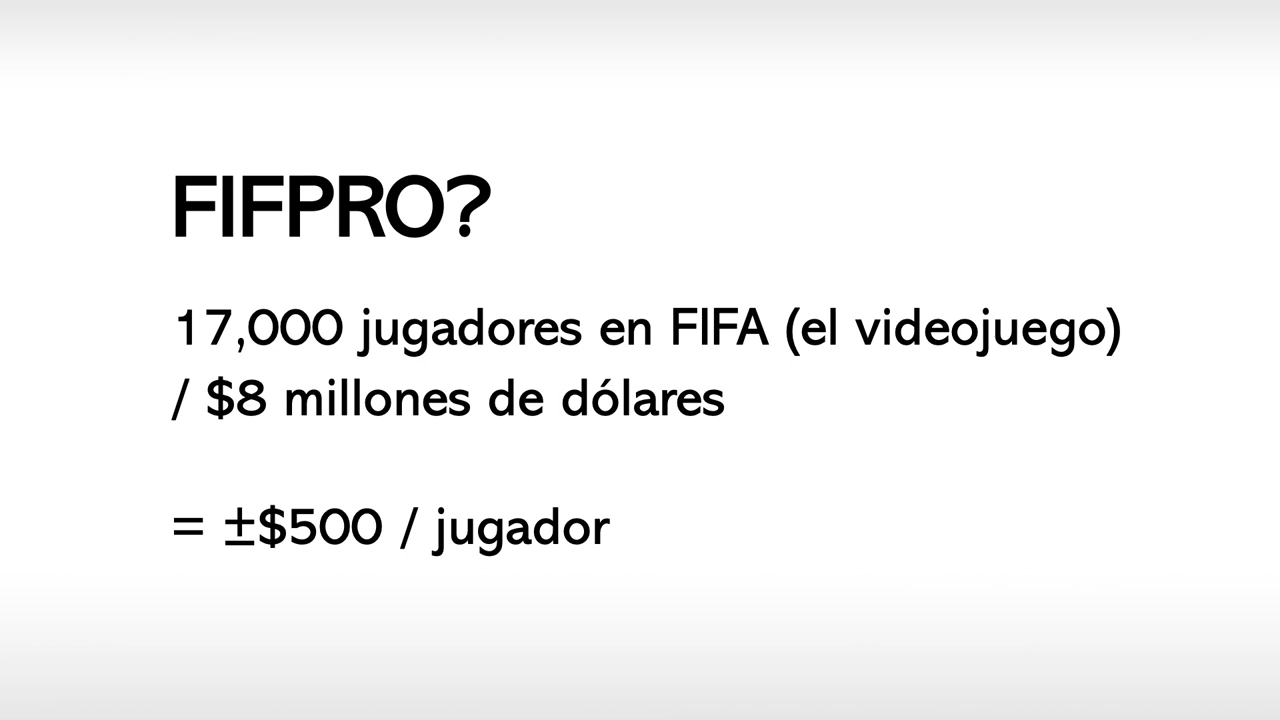 FIFPRO?
17,000 jugadores en FIFA (el videojuego)
/ $8 millones de dólares
= ±$500 / jugador